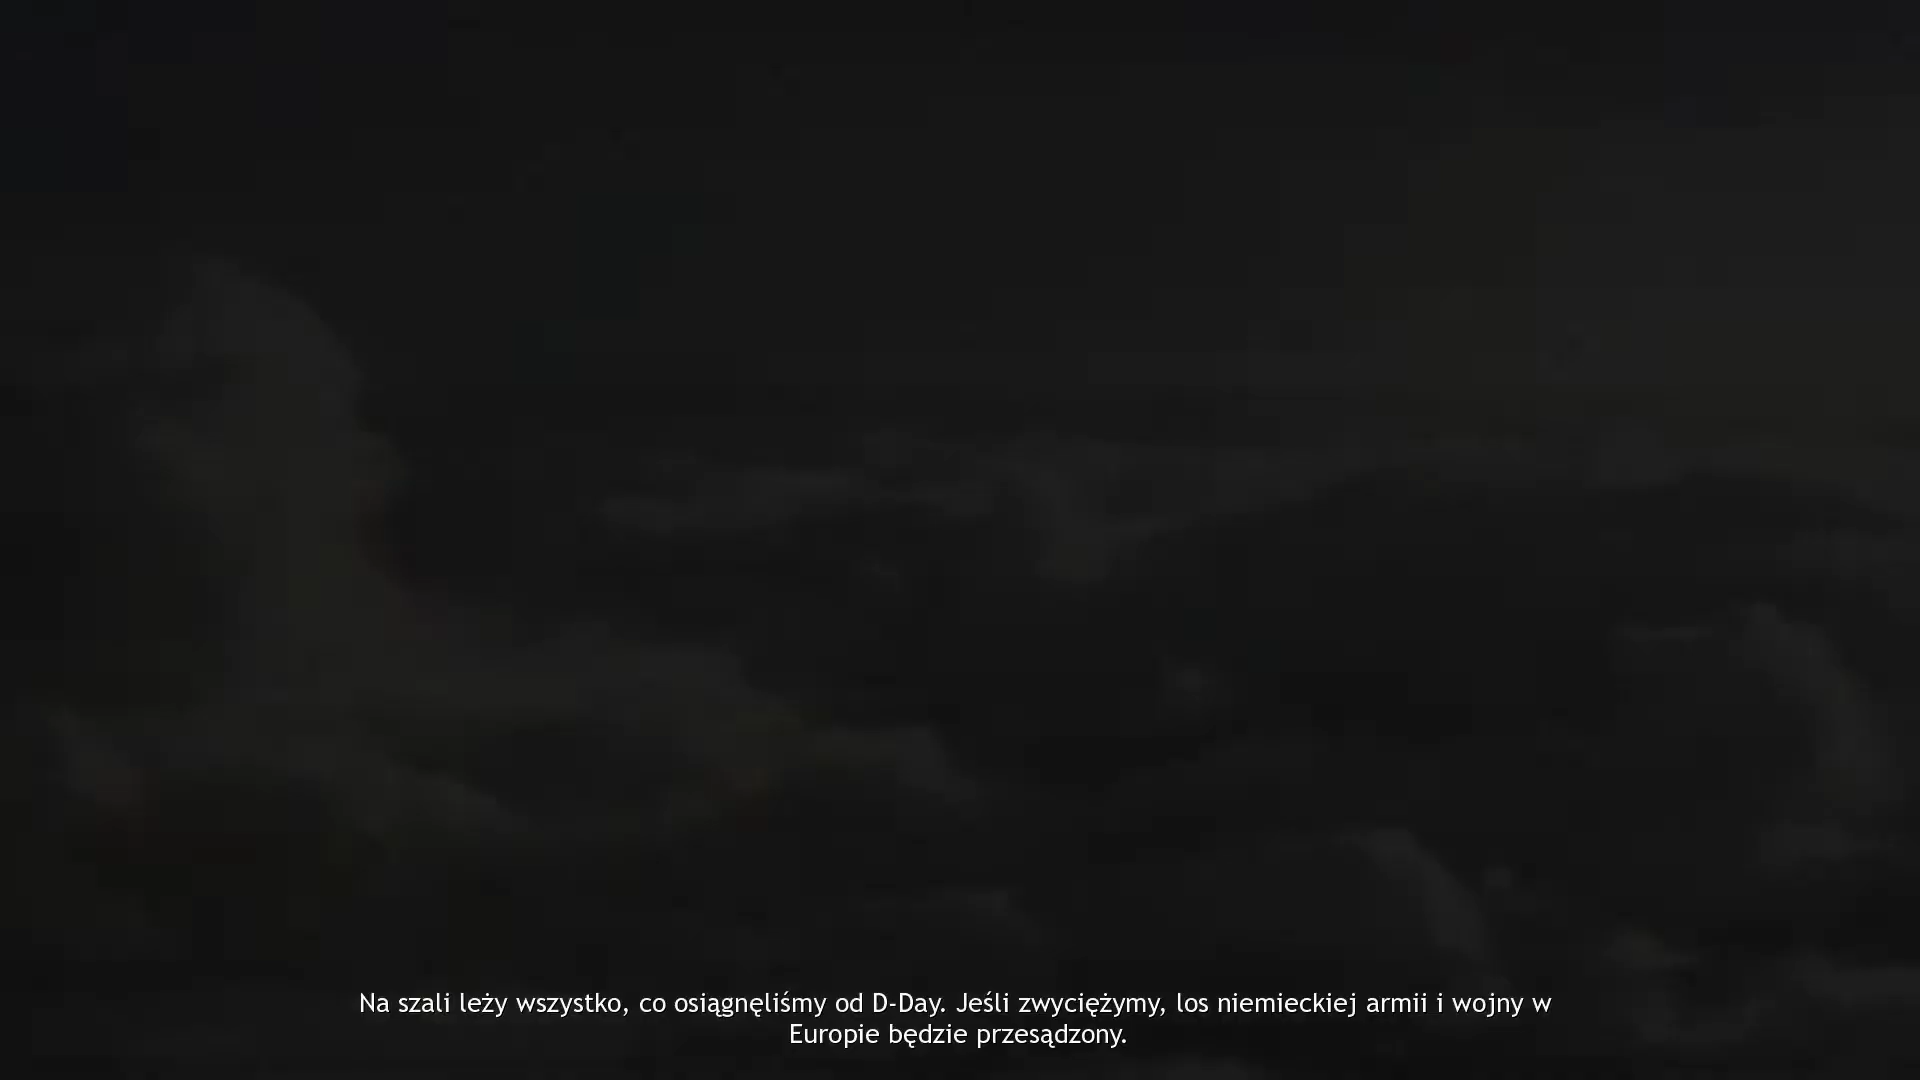 Na szali leży wszystko, co osiągnęliśmy od D-Day. Jeśli zwyciężymy, los niemieckiej armii i wojny w
Europie będzie przesądzony.